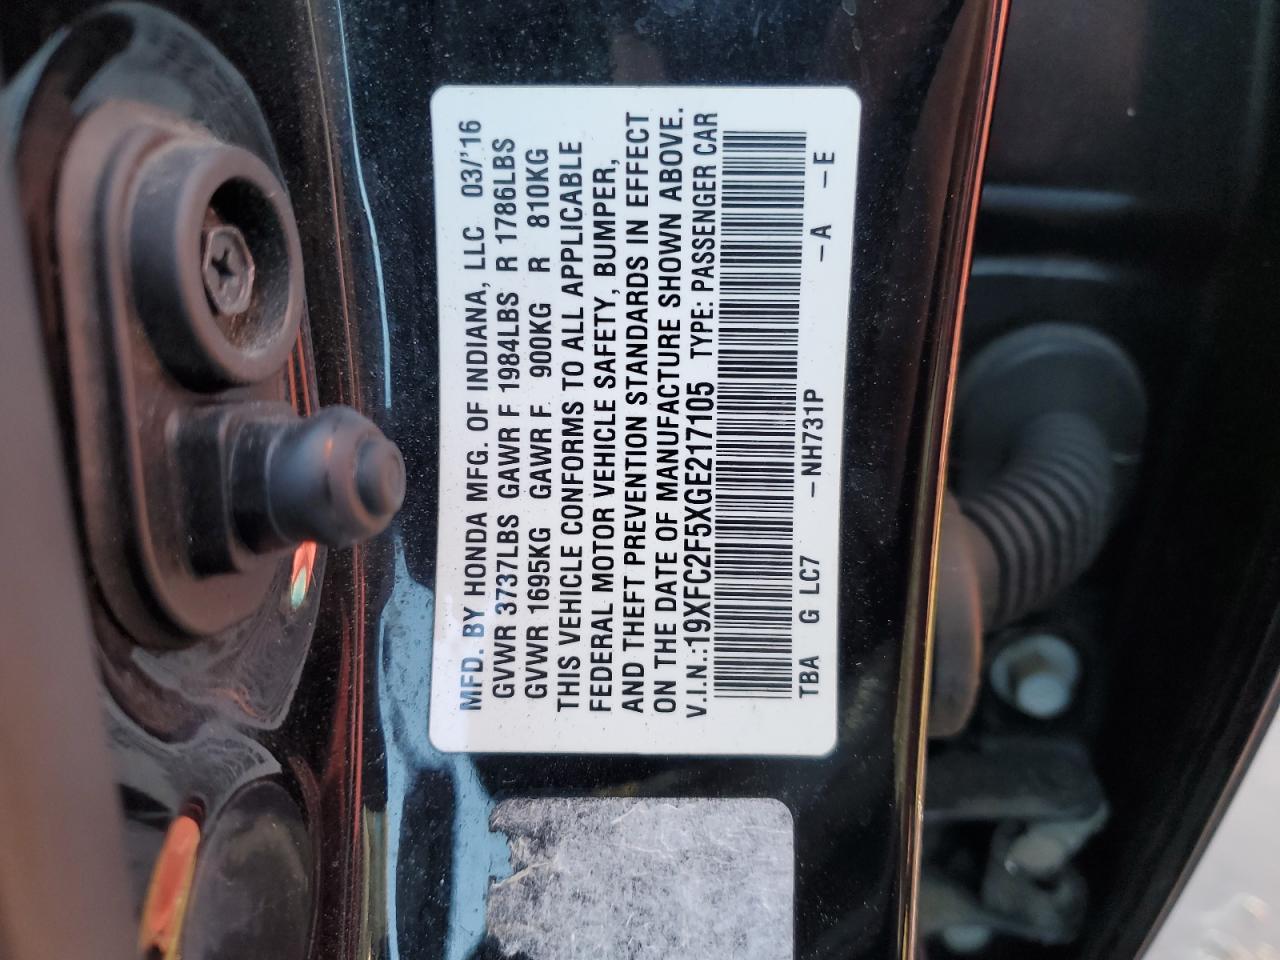 MFD. BY HONDA MFG. OF INDIANA, LLC 03/'16
GVWR 3737LBS GAWR F 1984LBS R 1786LBS
GVWR 1695KG GAWR F 900KG R 810KG
THIS VEHICLE CONFORMS TO ALL APPLICABLE
FEDERAL MOTOR VEHICLE SAFETY, BUMPER,
AND THEFT PREVENTION STANDARDS IN EFFECT
ON THE DATE OF MANUFACTURE SHOWN ABOVE.
V.I.N.:19XFC2F5XGE217105 TYPE: PASSENGER CAR
TBA G LC7 -NH731P -A -E